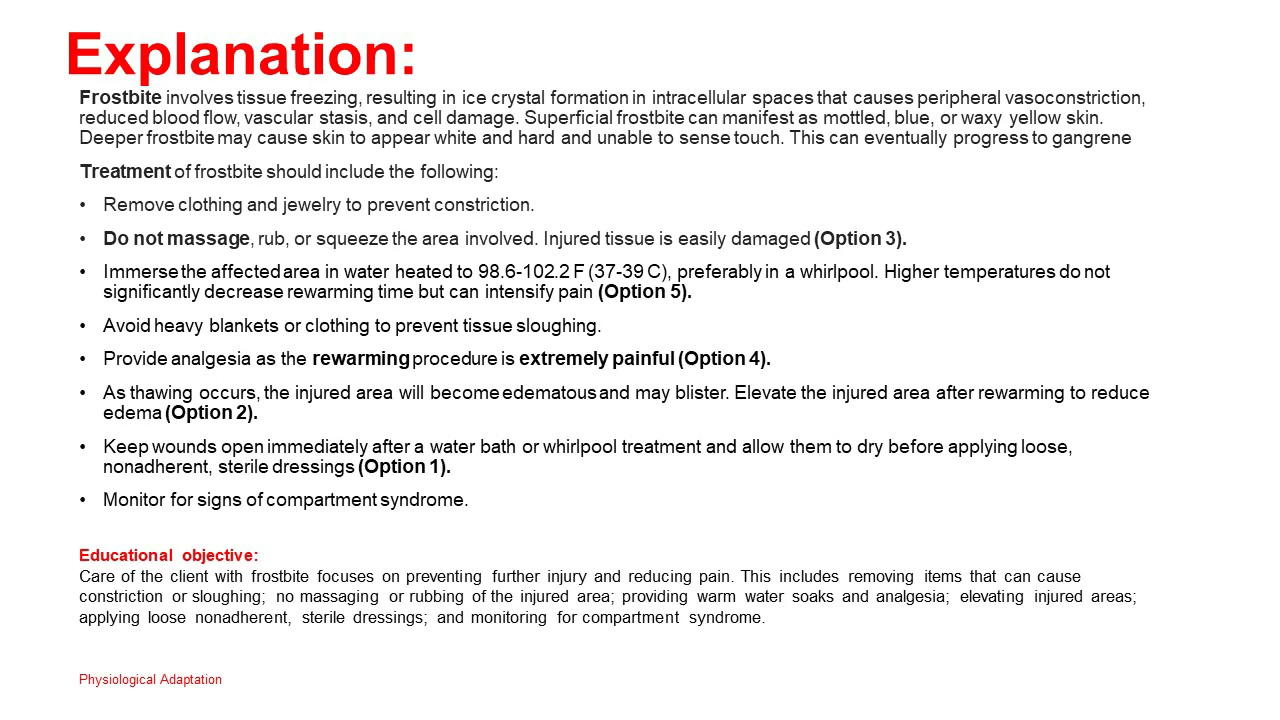 Explanation:
Frostbite involves tissue freezing, resulting in ice crystal formation in intracellular spaces that causes peripheral vasoconstriction,
reduced blood flow, vascular stasis, and cell damage. Superficial frostbite can manifest as mottled, blue, or waxy yellow skin.
Deeper frostbite may cause skin to appear white and hard and unable to sense touch. This can eventually progress to gangrene
Treatment of frostbite should include the following:
• Remove clothing and jewelry to prevent constriction.
• Do not massage, rub, or squeeze the area involved. Injured tissue is easily damaged (Option 3).
• Immerse the affected area in water heated to 98.6-102.2 F (37-39 C), preferably in a whirlpool. Higher temperatures do not
significantly decrease rewarming time but can intensify pain (Option 5).
• Avoid heavy blankets or clothing to prevent tissue sloughing.
• Provide analgesia as the rewarming procedure is extremely painful (Option 4).
• As thawing occurs, the injured area will become edematous and may blister. Elevate the injured area after rewarming to reduce
edema (Option 2).
• Keep wounds open immediately after a water bath or whirlpool treatment and allow them to dry before applying loose,
nonadherent, sterile dressings (Option 1).
• Monitor for signs of compartment syndrome.
Educational objective:
Care of the client with frostbite focuses on preventing further injury and reducing pain. This includes removing items that can cause
constriction or sloughing; no massaging or rubbing of the injured area; providing warm water soaks and analgesia; elevating injured areas;
applying loose nonadherent, sterile dressings; and monitoring for compartment syndrome.
Physiological Adaptation